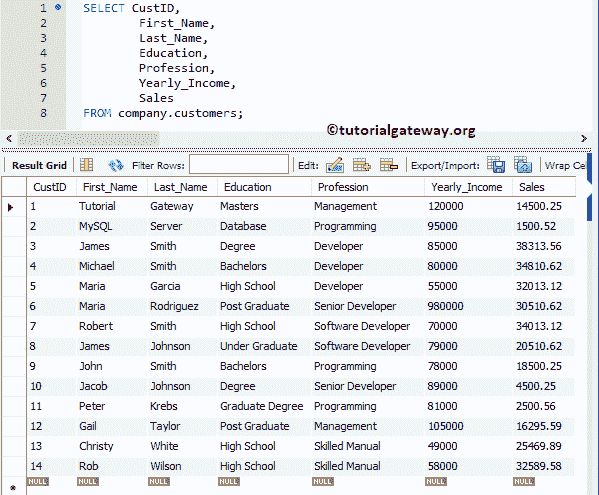 1 SELECT CustID,
2 First_Name,
3 Last_Name,
4 Education,
5 Profession,
6 Yearly_Income,
7 Sales
8 FROM company.customers;
©tutorialgateway.org
Result Grid Filter Rows: Edit: Export/Import: Wrap Cel
CustID First_Name Last_Name Education Profession Yearly_Income Sales
1 Tutorial Gateway Masters Management 120000 14500.25
2 MySQL Server Database Programming 95000 1500.52
3 James Smith Degree Developer 85000 38313.56
4 Michael Smith Bachelors Developer 80000 34810.62
5 Maria Garcia High School Developer 55000 32013.12
6 Maria Rodriguez Post Graduate Senior Developer 980000 30510.62
7 Robert Smith High School Software Developer 70000 34013.12
8 James Johnson Under Graduate Software Developer 79000 20510.62
9 John Smith Bachelors Programming 78000 18500.25
10 Jacob Johnson Degree Senior Developer 89000 4500.25
11 Peter Krebs Graduate Degree Programming 81000 2500.56
12 Gail Taylor Post Graduate Management 105000 16295.59
13 Christy White High School Skilled Manual 49000 25469.89
14 Rob Wilson High School Skilled Manual 58000 32589.58
NULL NULL NULL NULL NULL NULL NULL